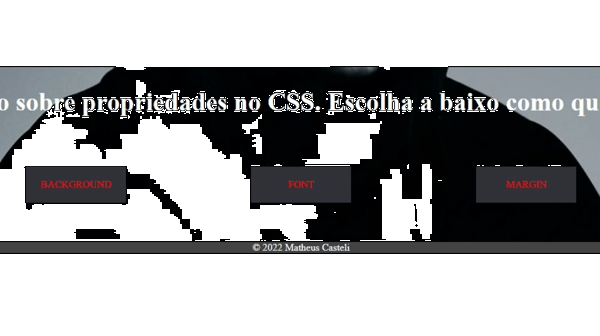 o sobre propriedades no CSS. Escolha a baixo como qu
BACKGROUND
FONT
MARGIN
© 2022 Matheus Casteli